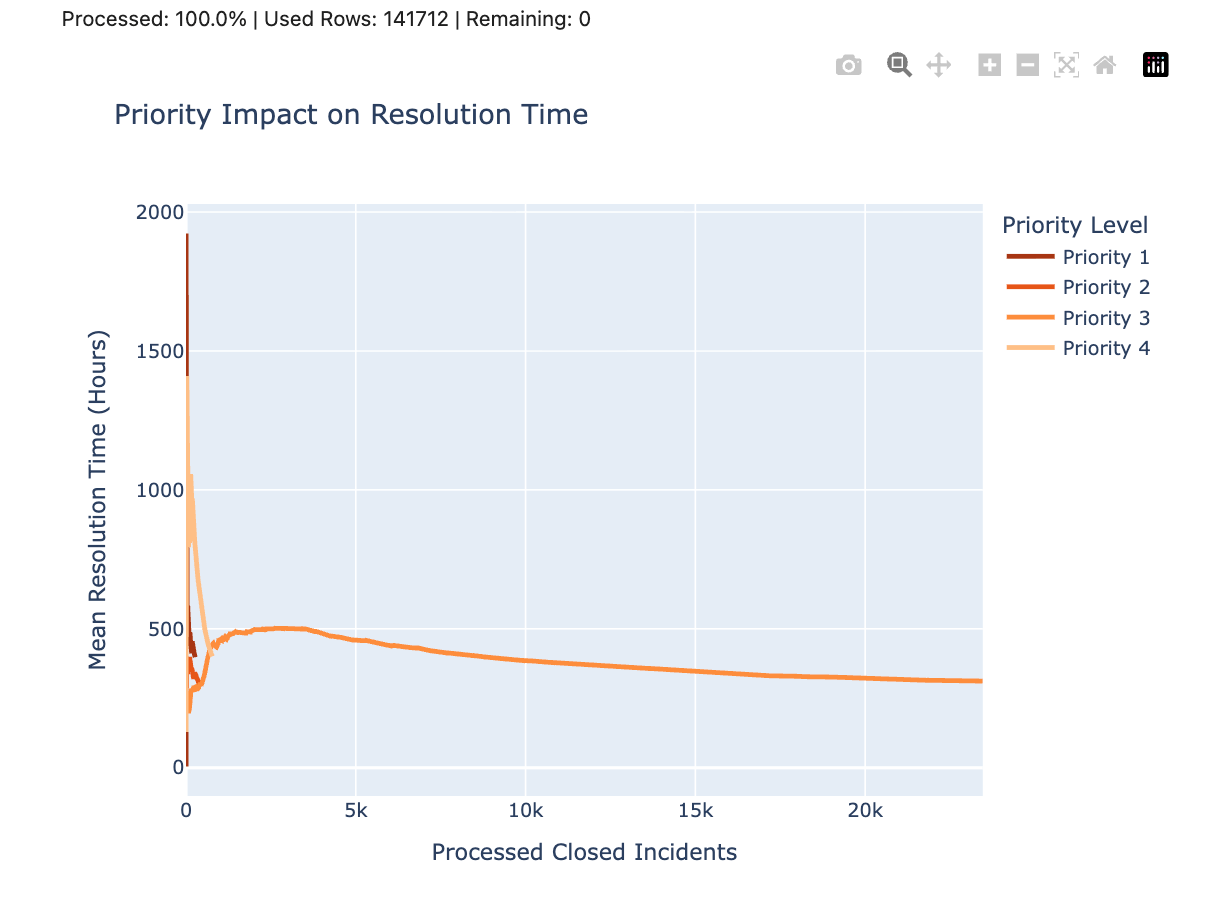 Processed: 100.0% | Used Rows: 141712 | Remaining: 0
Priority Impact on Resolution Time
2000
1500
1000
500
0
Mean Resolution Time (Hours)
0
5k
10k
15k
20k
Processed Closed Incidents
Priority Level
Priority 1
Priority 2
Priority 3
Priority 4